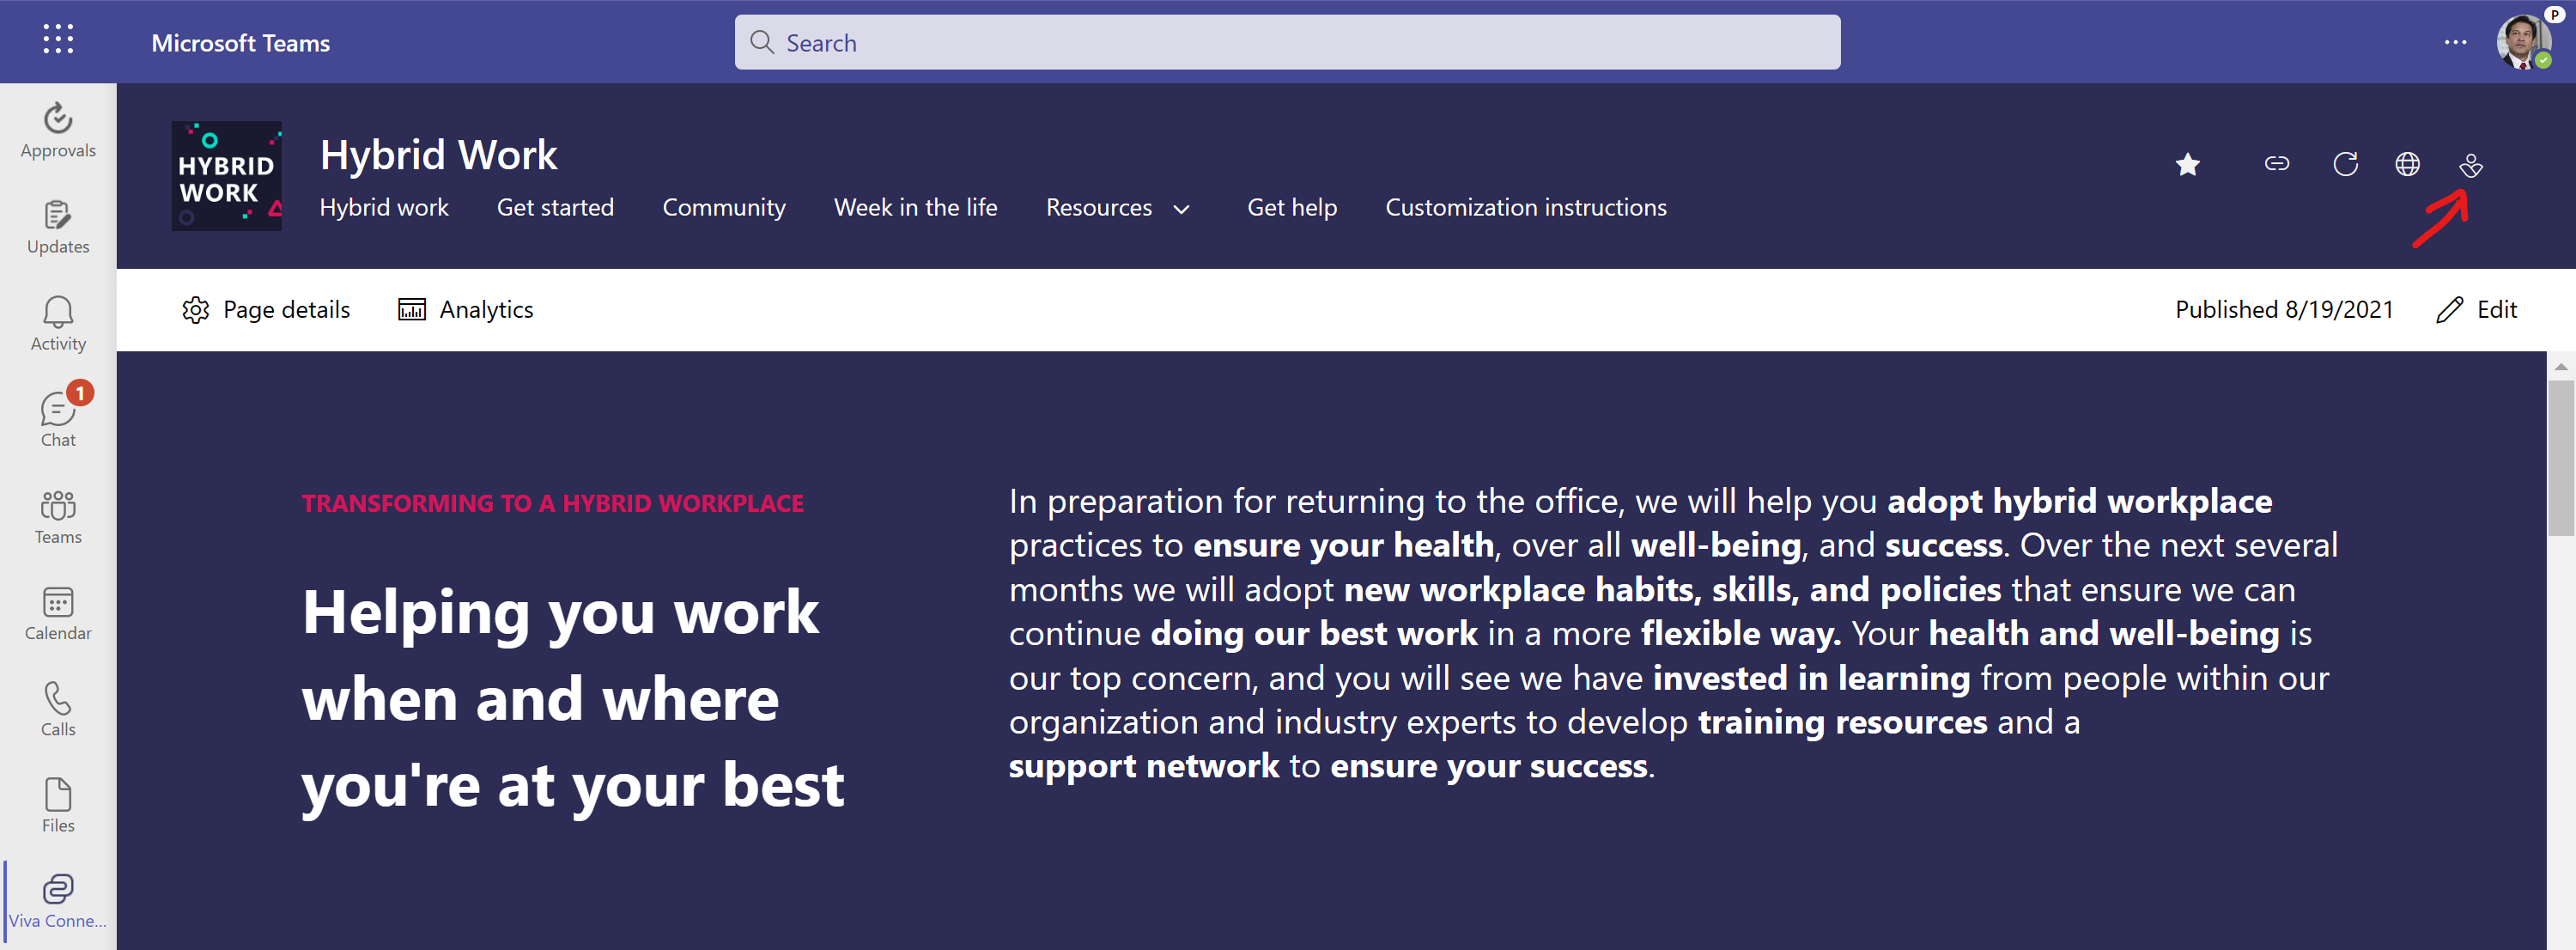 Microsoft Teams
Search
P
Approvals
Updates
Activity
1
Chat
Teams
Calendar
Calls
Files
Viva Conne...
HYBRID
WORK
Hybrid Work
Hybrid work Get started Community Week in the life Resources Get help Customization instructions
Page details Analytics Published 8/19/2021 Edit
TRANSFORMING TO A HYBRID WORKPLACE
Helping you work
when and where
you're at your best
In preparation for returning to the office, we will help you adopt hybrid workplace
practices to ensure your health, over all well-being, and success. Over the next several
months we will adopt new workplace habits, skills, and policies that ensure we can
continue doing our best work in a more flexible way. Your health and well-being is
our top concern, and you will see we have invested in learning from people within our
organization and industry experts to develop training resources and a
support network to ensure your success.